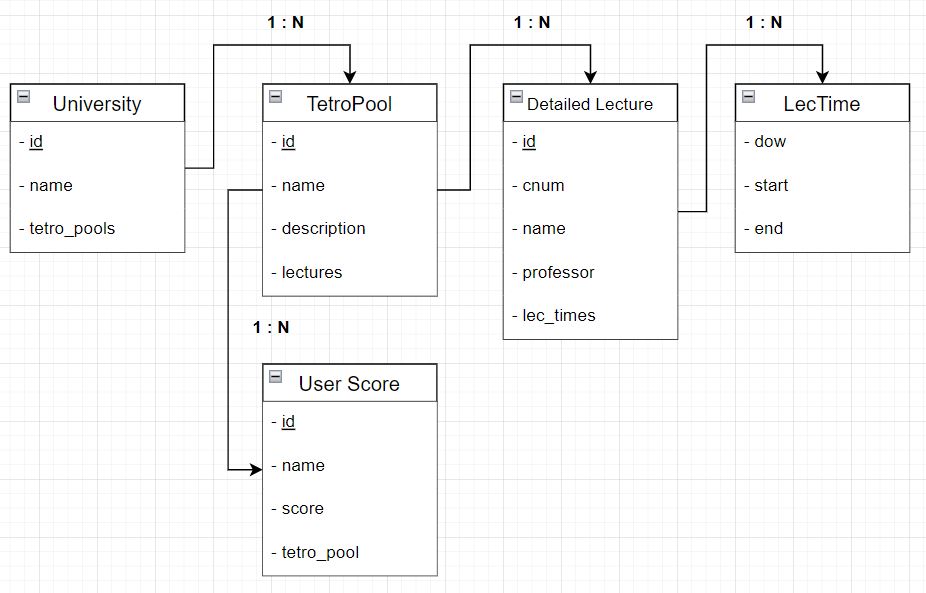 1 : N
1 : N
1 : N
University
- id
- name
- tetro_pools
TetroPool
- id
- name
- description
- lectures
Detailed Lecture
- id
- cnum
- name
- professor
- lec_times
LecTime
- dow
- start
- end
1 : N
User Score
- id
- name
- score
- tetro_pool